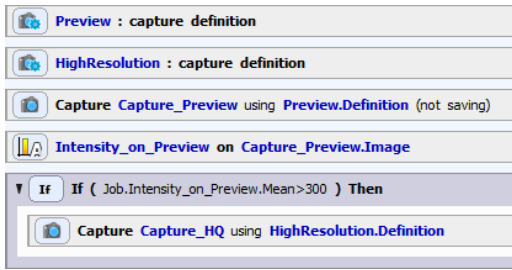 Preview : capture definition
HighResolution : capture definition
Capture Capture_Preview using Preview.Definition (not saving)
Intensity_on_Preview on Capture_Preview.Image
If If ( Job.Intensity_on_Preview.Mean>300 ) Then
Capture Capture_HQ using HighResolution.Definition